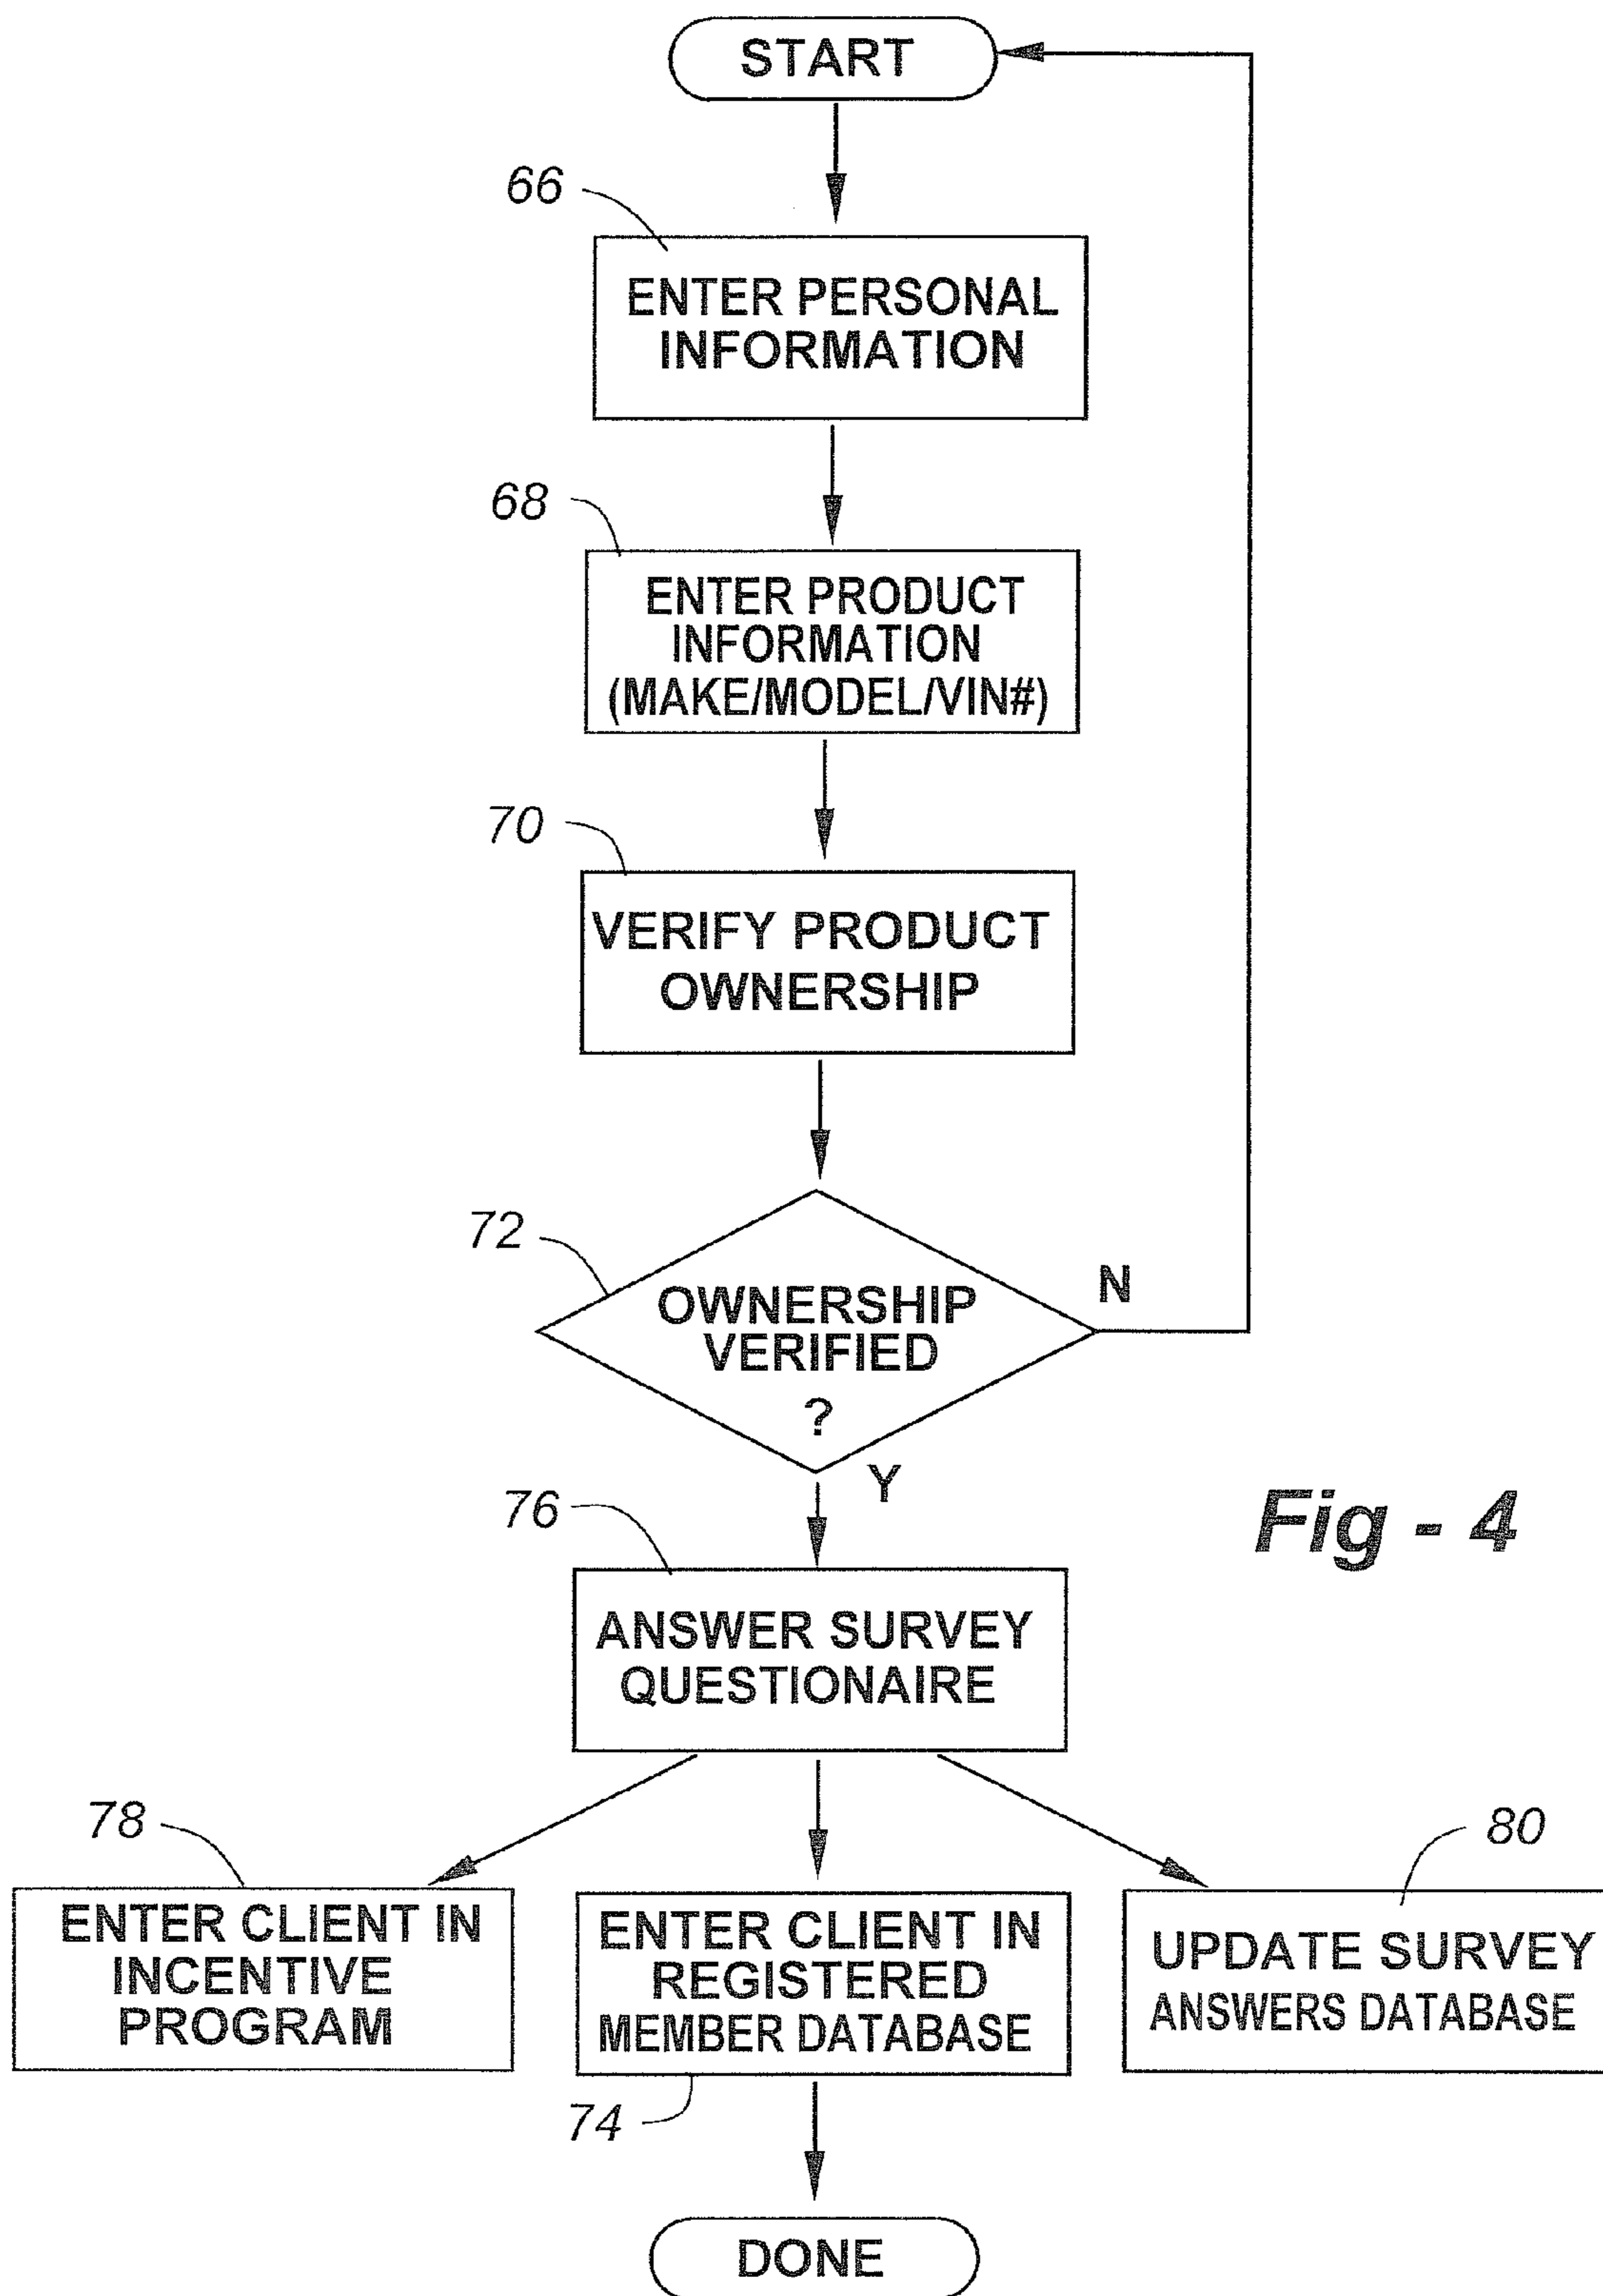 START
66
ENTER PERSONAL
INFORMATION
68
ENTER PRODUCT
INFORMATION
(MAKE/MODEL/VIN#)
70
VERIFY PRODUCT
OWNERSHIP
72
OWNERSHIP
VERIFIED
?
N
Y
76
ANSWER SURVEY
QUESTIONAIRE
Fig - 4
78
ENTER CLIENT IN
INCENTIVE
PROGRAM
ENTER CLIENT IN
REGISTERED
MEMBER DATABASE
74
80
UPDATE SURVEY
ANSWERS DATABASE
DONE